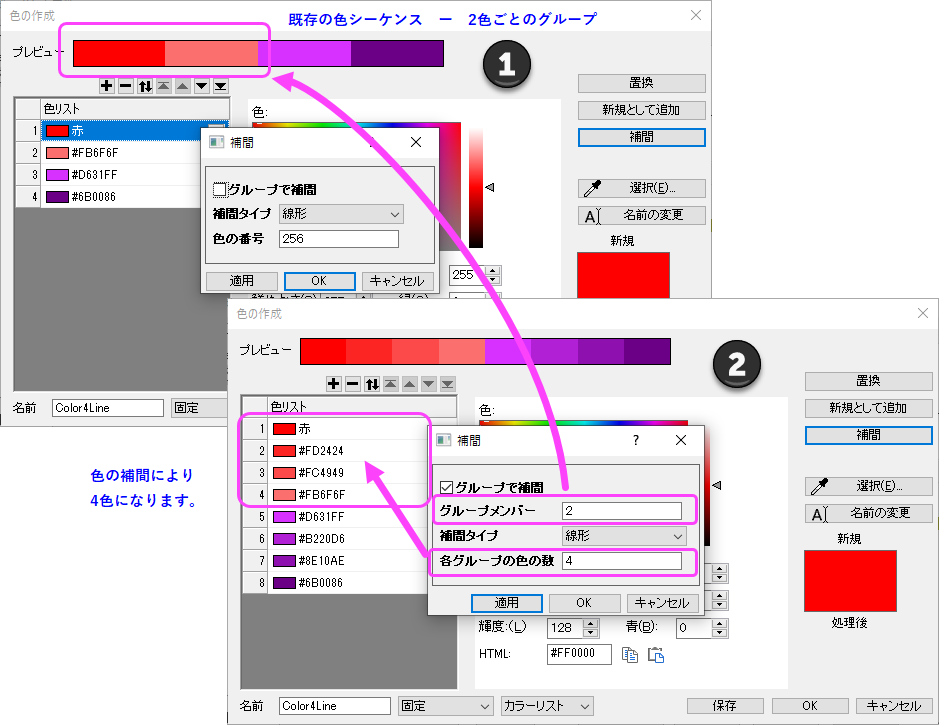 色の作成
既存の色シーケンス ー 2色ごとのグループ
プレビュー
1
色リスト
1 赤
2 #FB6F6F
3 #D631FF
4 #6B0086
色:
置換
新規として追加
補間
選択(E)...
A 名前の変更
新規
補間
グループで補間
補間タイプ 線形
色の番号 256
適用 OK キャンセル
255
名前 Color4Line 固定
色の補間により
4色になります。
色の作成
プレビュー
2
色リスト
1 赤
2 #FD2424
3 #FC4949
4 #FB6F6F
5 #D631FF
6 #B220D6
7 #8E10AE
8 #6B0086
色:
置換
新規として追加
補間
選択(E)...
A 名前の変更
新規
処理後
補間 ?
グループで補間
グループメンバー 2
補間タイプ 線形
各グループの色の数 4
適用 OK キャンセル
輝度:(L) 128 青(B): 0
HTML: #FF0000
名前 Color4Line 固定 カラーリスト 保存 OK キャンセル